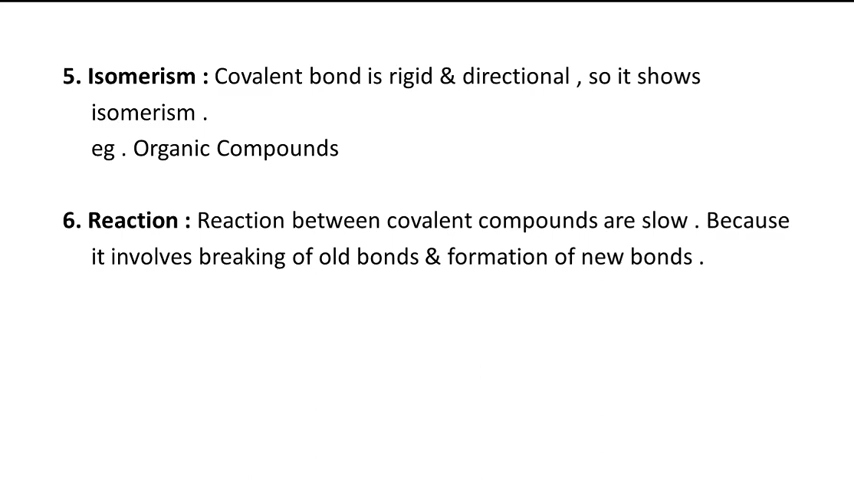 5. Isomerism : Covalent bond is rigid & directional , so it shows
isomerism .
eg . Organic Compounds
6. Reaction : Reaction between covalent compounds are slow . Because
it involves breaking of old bonds & formation of new bonds .